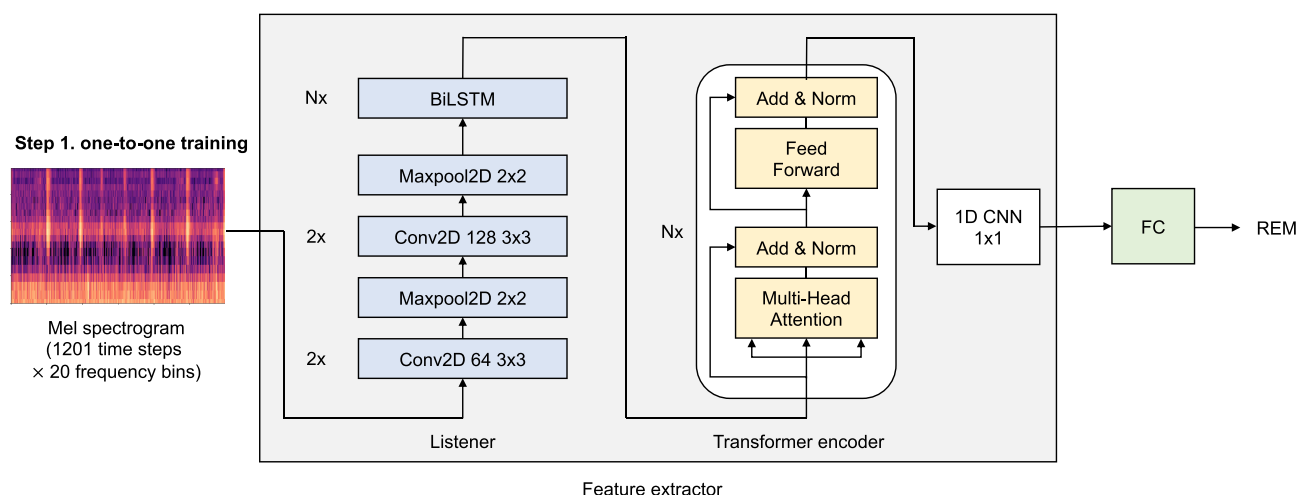 Step 1. one-to-one training
Mel spectrogram
(1201 time steps
× 20 frequency bins)
Nx
BiLSTM
Maxpool2D 2x2
2x
Conv2D 128 3x3
Maxpool2D 2x2
2x
Conv2D 64 3x3
Listener
Add & Norm
Feed
Forward
Nx
Add & Norm
Multi-Head
Attention
Transformer encoder
1D CNN
1x1
FC
REM
Feature extractor